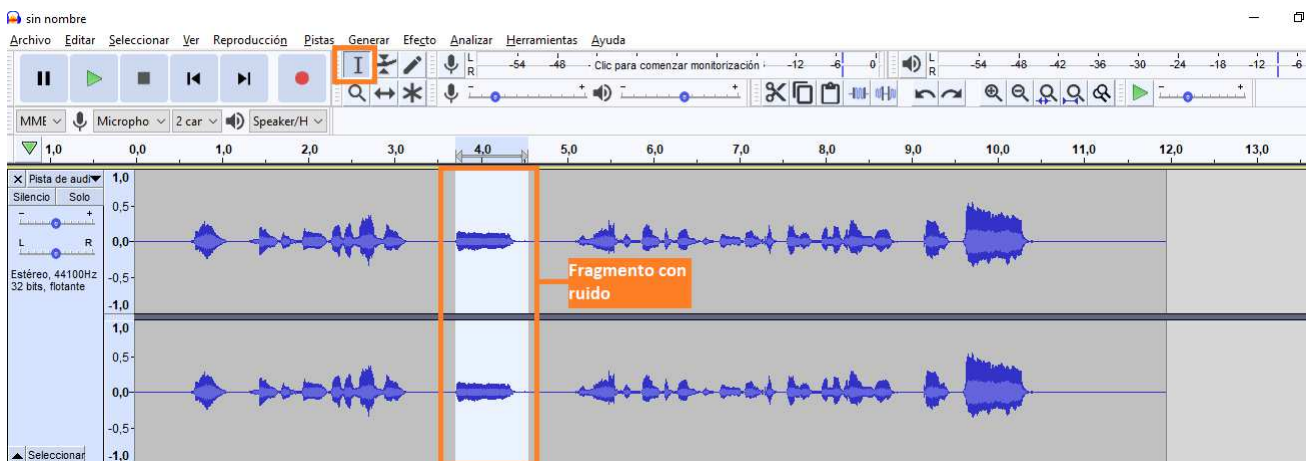 sin nombre
Archivo Editar Seleccionar Ver Reproducción Pistas Generar Efecto Analizar Herramientas Ayuda
L
R
-54 -48 - Clic para comenzar monitorización -12 -6 0
L
R
-54 -48 -42 -36 -30 -24 -18 -12 -6
MME Micropho 2 car Speaker/H
1,0 0,0 1,0 2,0 3,0 4,0 5,0 6,0 7,0 8,0 9,0 10,0 11,0 12,0 13,0
X Pista de audi
Silencio Solo
- +
L R
Estéreo, 44100Hz
32 bits, flotante
1,0
0,5
0,0
-0,5
-1,0
Fragmento con
ruido
1,0
0,5
0,0
-0,5
-1,0
Seleccionar